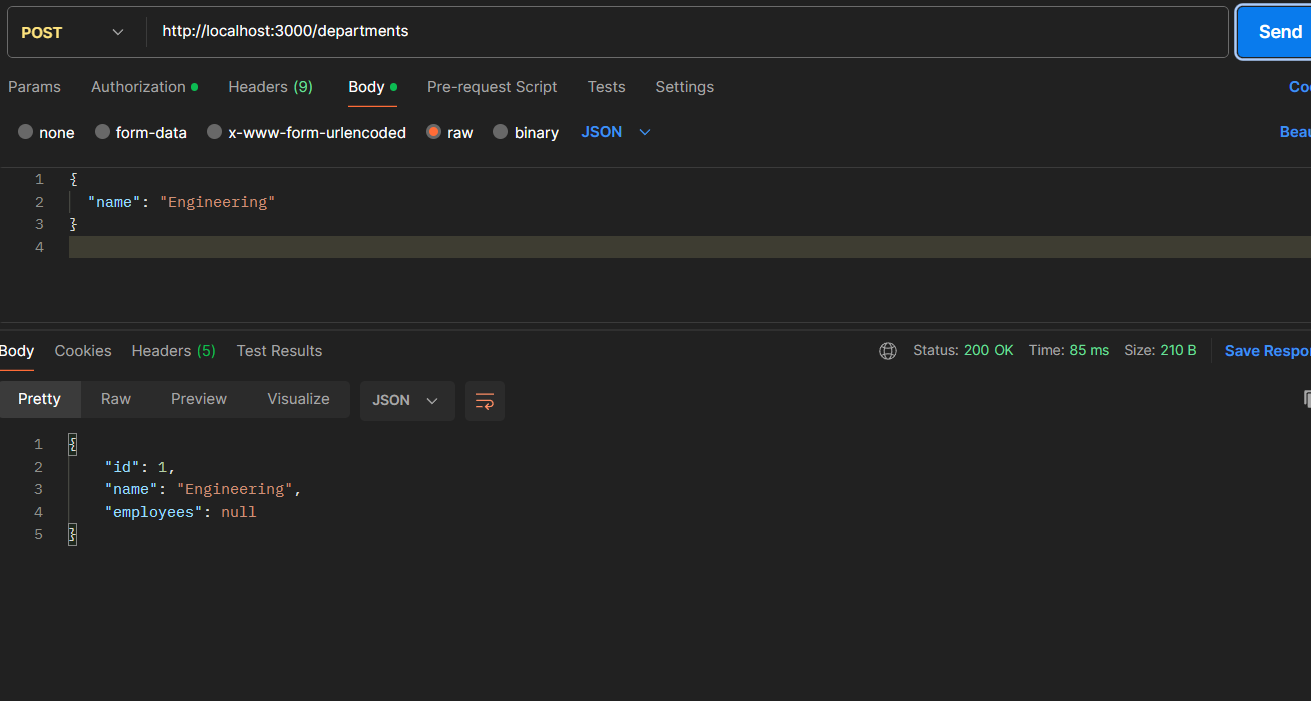 POST http://localhost:3000/departments Send
Params Authorization Headers (9) Body Pre-request Script Tests Settings
none form-data x-www-form-urlencoded raw binary JSON
1 {
2 "name": "Engineering"
3 }
4
Body Cookies Headers (5) Test Results Status: 200 OK Time: 85 ms Size: 210 B Save Respo
Pretty Raw Preview Visualize JSON
1 {
2 "id": 1,
3 "name": "Engineering",
4 "employees": null
5 }